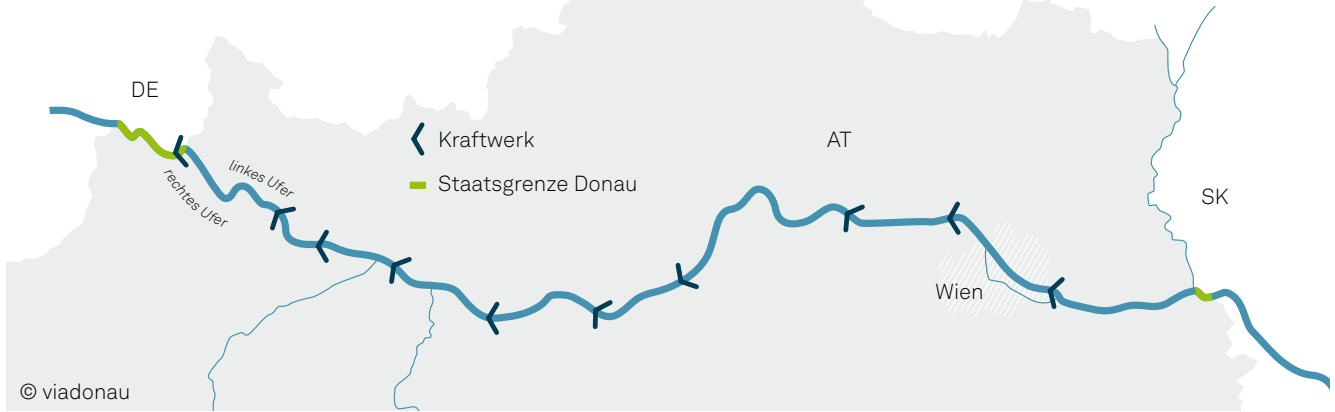 DE
Kraftwerk
AT
linkes Ufer
rechtes Ufer
Staatsgrenze Donau
SK
Wien
© viadonau